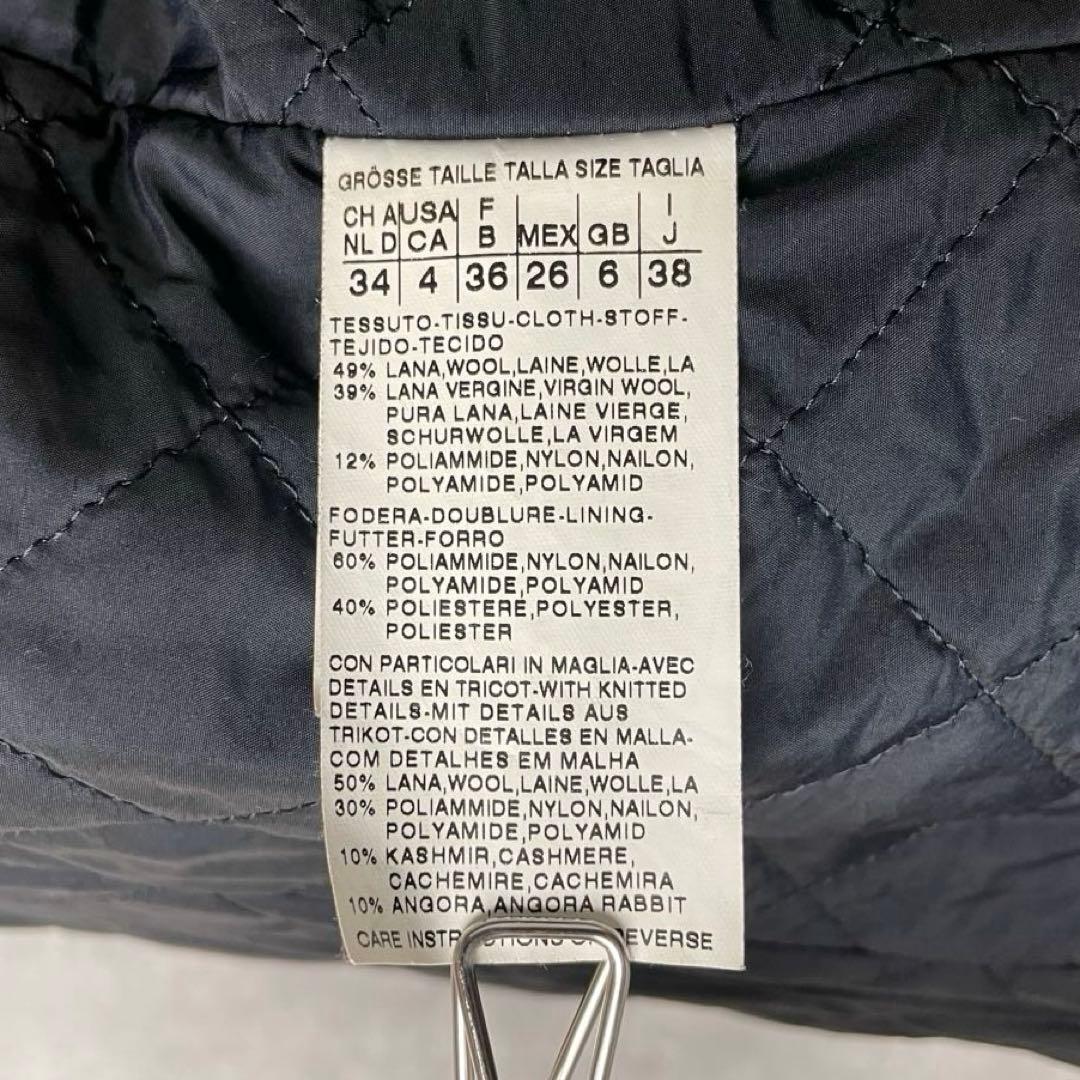 GRÖSSE TAILLE TALLA SIZE TAGLIA
CH A USA F MEX GB I
NL D CA B J
34 4 36 26 6 38
TESSUTO-TISSU-CLOTH-STOFF-
TEJIDO-TECIDO
49% LANA,WOOL,LAINE,WOLLE,LA
39% LANA VERGINE,VIRGIN WOOL,
PURA LANA,LAINE VIERGE,
SCHURWOLLE,LA VIRGEM
12% POLIAMMIDE,NYLON,NAILON,
POLYAMIDE,POLYAMID
FODERA-DOUBLURE-LINING-
FUTTER-FORRO
60% POLIAMMIDE,NYLON,NAILON,
POLYAMIDE,POLYAMID
40% POLIESTERE,POLYESTER,
POLIESTER
CON PARTICOLARI IN MAGLIA-AVEC
DETAILS EN TRICOT-WITH KNITTED
DETAILS-MIT DETAILS AUS
TRIKOT-CON DETALLES EN MALLA-
COM DETALHES EM MALHA
50% LANA,WOOL,LAINE,WOLLE,LA
30% POLIAMMIDE,NYLON,NAILON,
POLYAMIDE,POLYAMID
10% KASHMIR,CASHMERE,
CACHEMIRE,CACHEMIRA
10% ANGORA,ANGORA RABBIT
CARE INSTRUCTIONS ON REVERSE